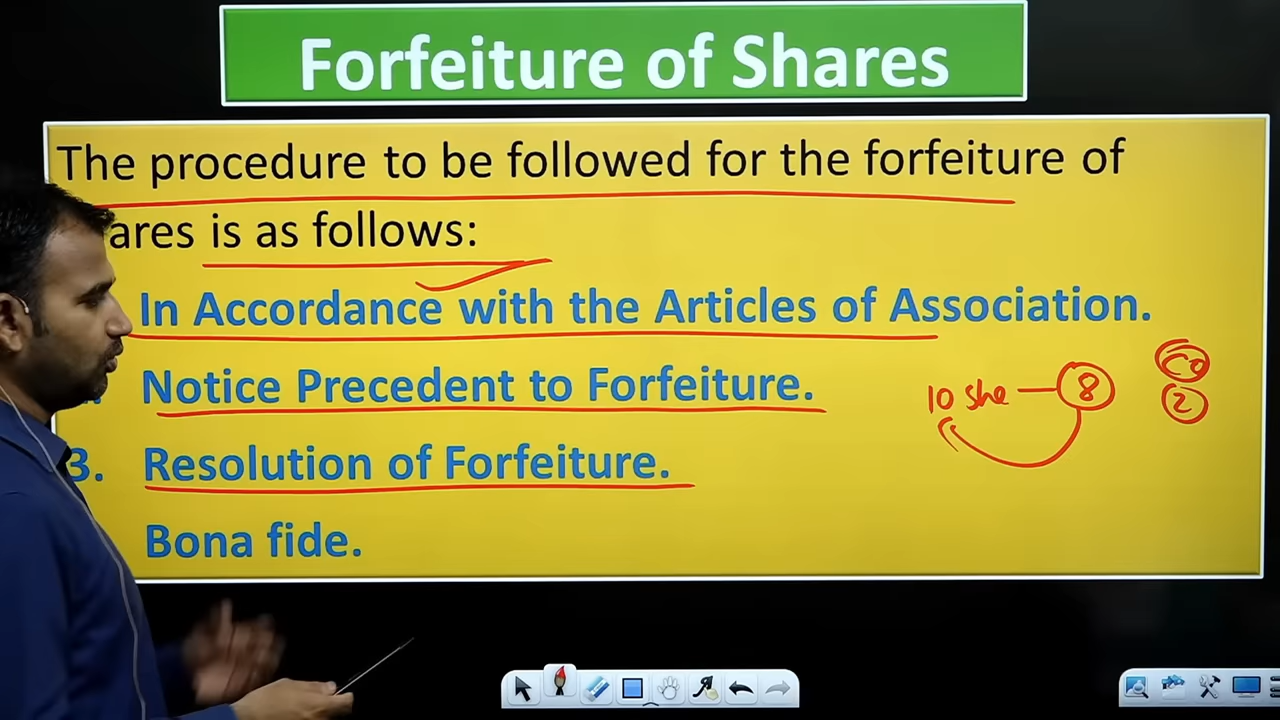 Forfeiture of Shares
The procedure to be followed for the forfeiture of
ares is as follows:
In Accordance with the Articles of Association.
Notice Precedent to Forfeiture.
10 she — 8
2
3. Resolution of Forfeiture.
Bona fide.